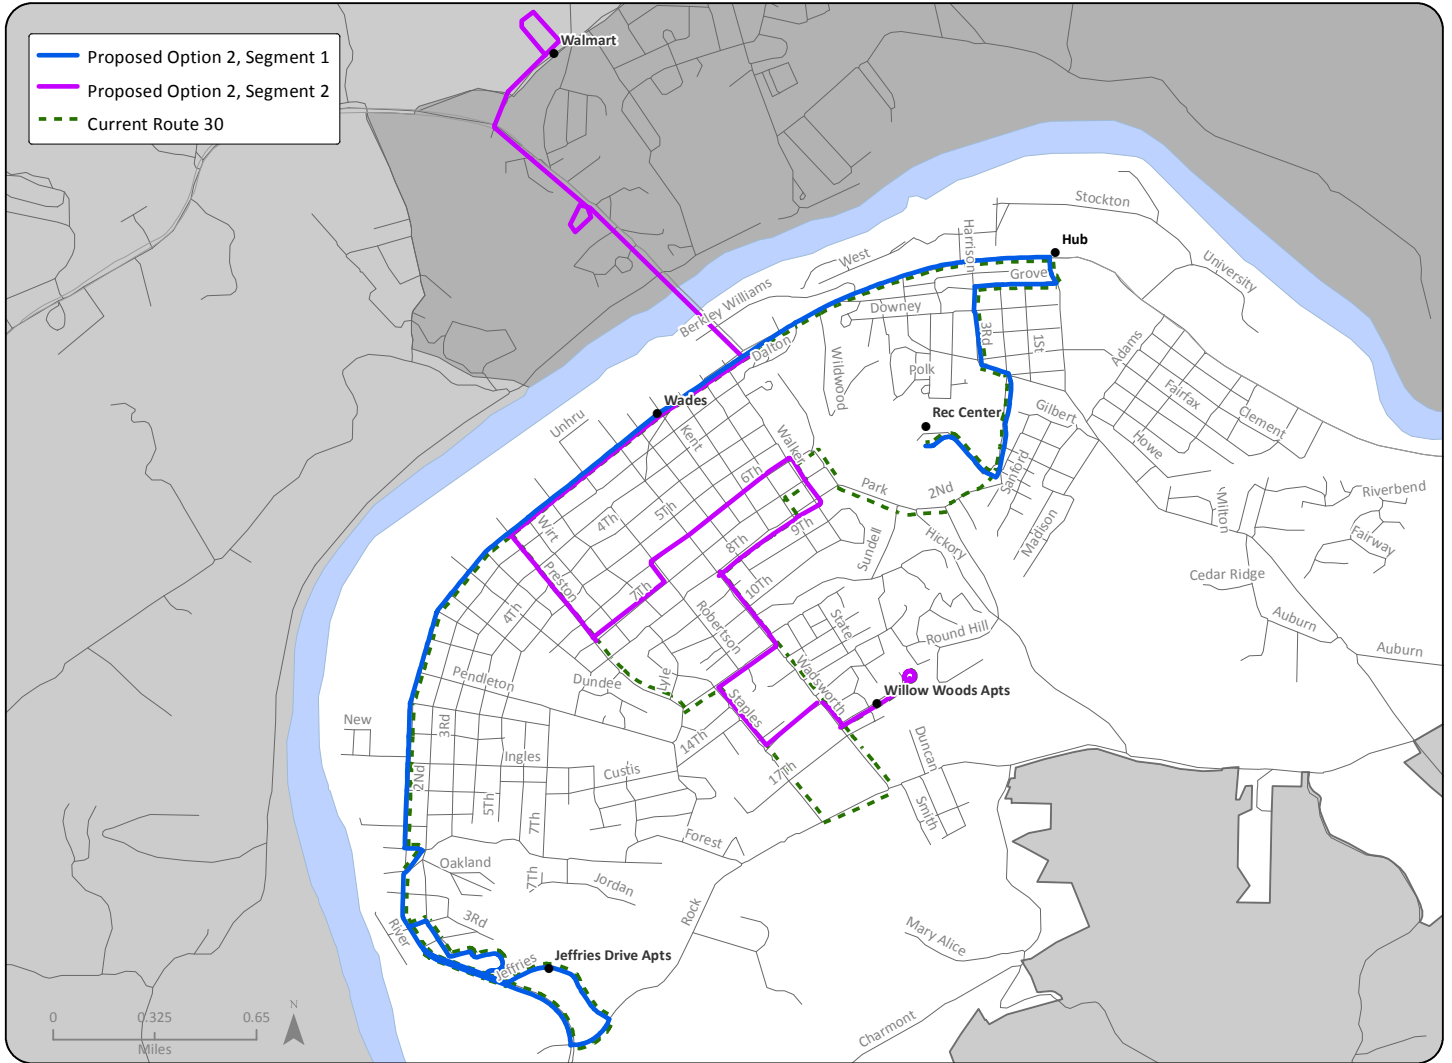 Walmart
Proposed Option 2, Segment 1
Proposed Option 2, Segment 2
Current Route 30
Stockton
Harrison
Hub
West
University
Grove
Berkley Williams
Downey
3Rd
1St
Adams
Dalton
Wildwood
Polk
Fairfax
Wades
Rec Center
Gilbert
Clement
Unhru
Kent
Walker
Howe
6Th
Sanford
Park
2Nd
Riverbend
Milton
5Th
4Th
Wirt
9Th
Madison
8Th
Sundell
Hickory
Fairway
Preston
7Th
10Th
Cedar Ridge
4Th
Robertson
State
Round Hill
Auburn
Auburn
Pendleton
Dundee
Lyle
Wadsworth
Willow Woods Apts
Staples
New
3Rd
14Th
Duncan
Ingles
Custis
17Th
2Nd
5Th
7Th
Smith
Forest
Oakland
7Th
Jordan
3Rd
Rock
River
Mary Alice
Jeffries
Jeffries Drive Apts
N
0
0.325
0.65
Miles
Charmont